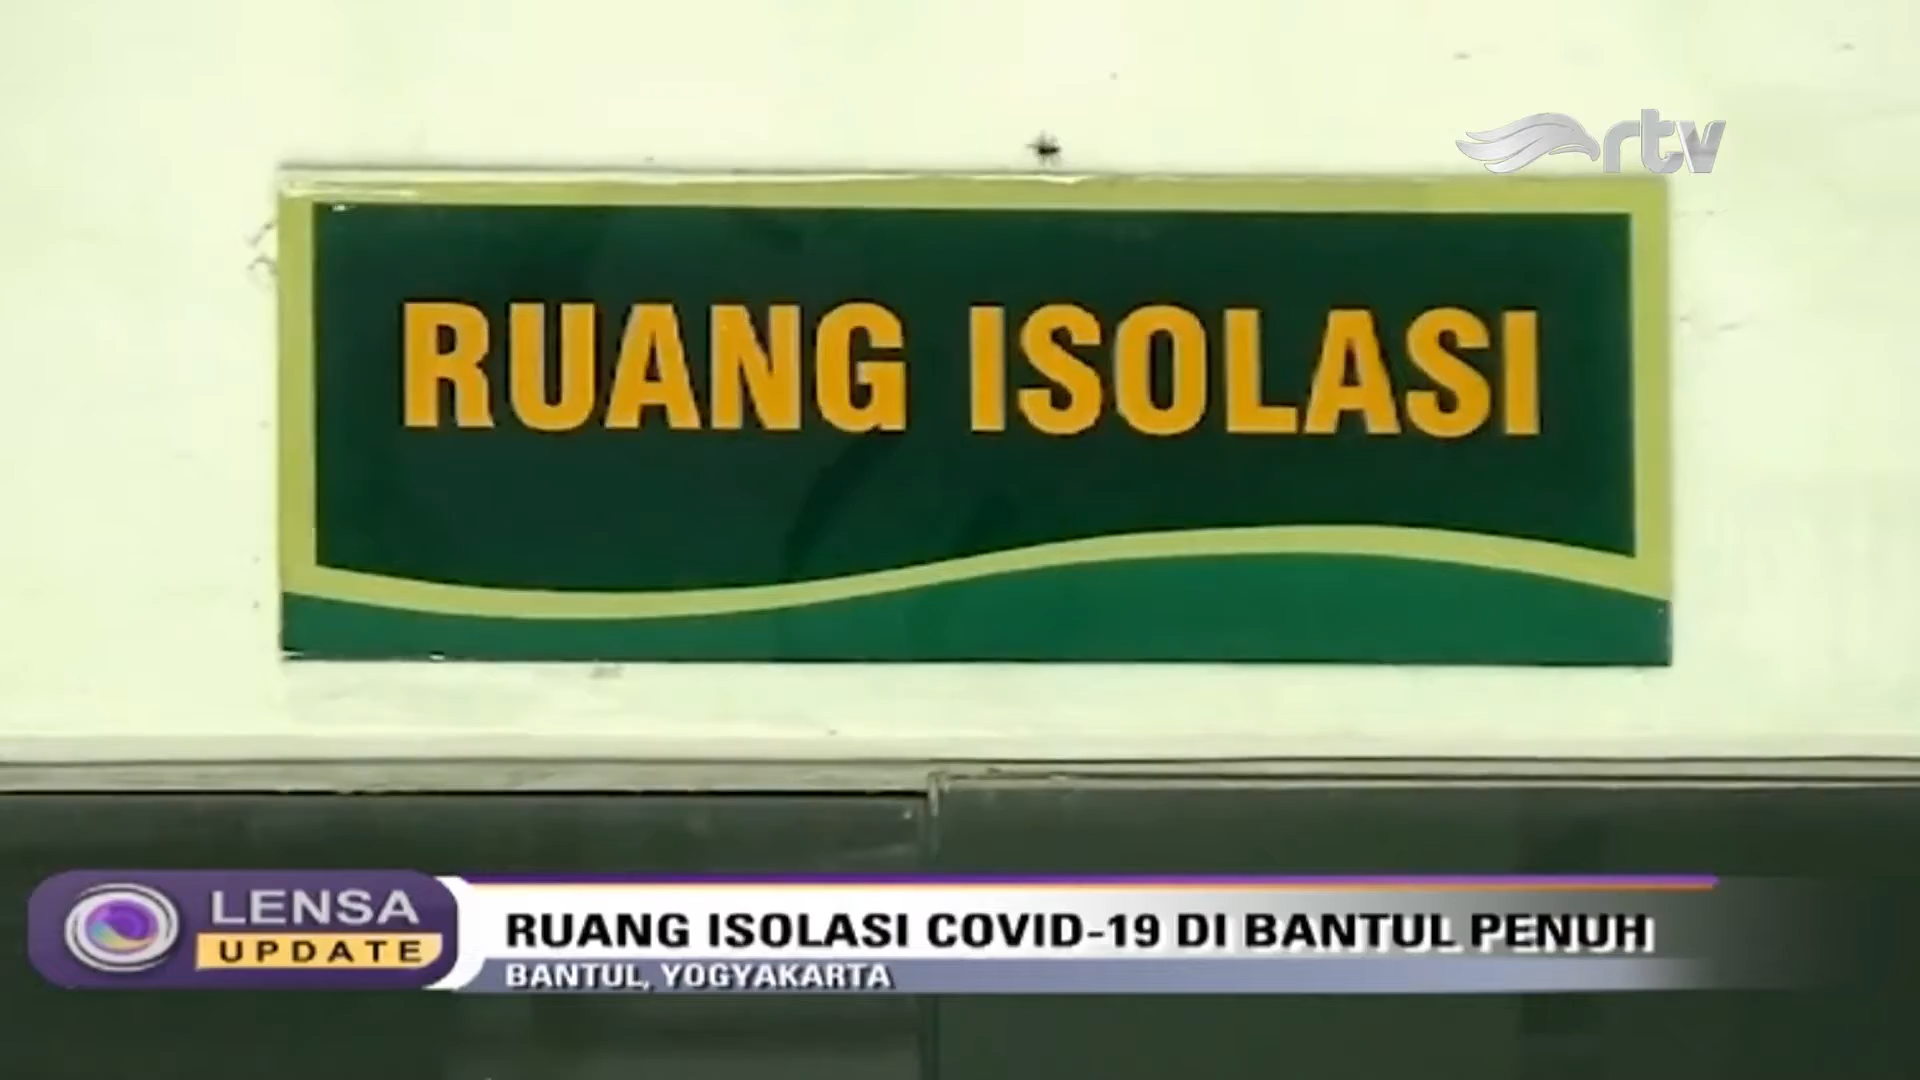 rtv
RUANG ISOLASI
LENSA
UPDATE
RUANG ISOLASI COVID-19 DI BANTUL PENUH
BANTUL, YOGYAKARTA